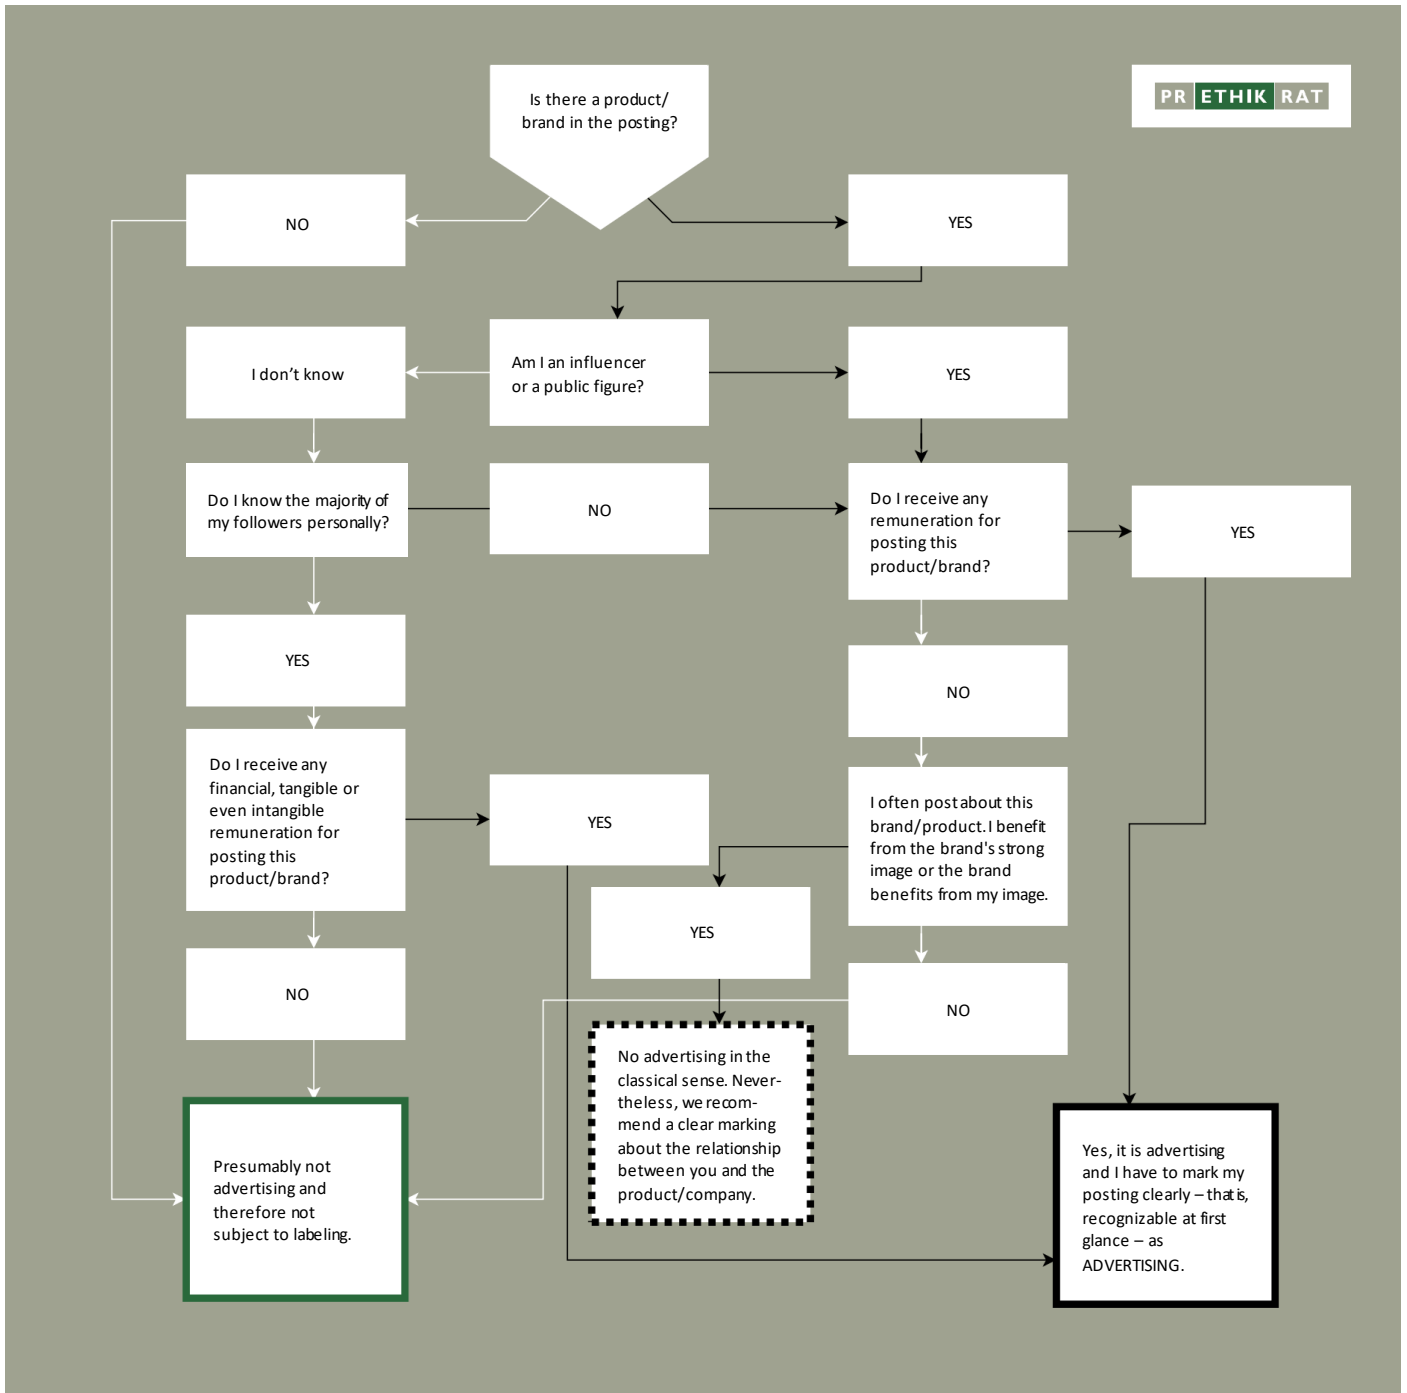 Is there a product/
brand in the posting?
PR ETHIK RAT
NO
YES
I don’t know
Am I an influencer
or a public figure?
YES
Do I know the majority of
my followers personally?
NO
Do I receive any
remuneration for
posting this
product/brand?
YES
YES
NO
Do I receive any
financial, tangible or
even intangible
remuneration for
posting this
product/brand?
YES
I often post about this
brand/product. I benefit
from the brand's strong
image or the brand
benefits from my image.
YES
NO
NO
No advertising in the
classical sense. Never-
theless, we recom-
mend a clear marking
about the relationship
between you and the
product/company.
Presumably not
advertising and
therefore not
subject to labeling.
Yes, it is advertising
and I have to mark my
posting clearly – that is,
recognizable at first
glance – as
ADVERTISING.